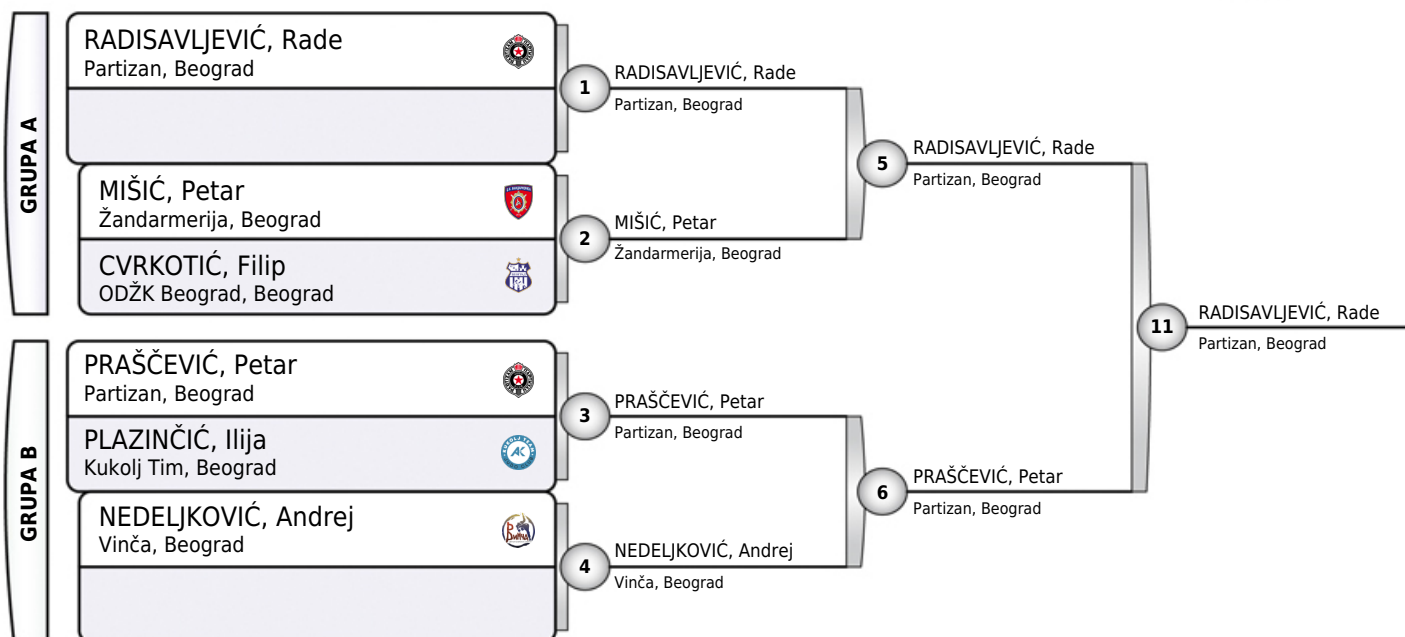 GRUPA A
RADISAVLJEVIĆ, Rade
Partizan, Beograd
MIŠIĆ, Petar
Žandarmerija, Beograd
CVRKOTIĆ, Filip
ODŽK Beograd, Beograd
1
RADISAVLJEVIĆ, Rade
Partizan, Beograd
2
MIŠIĆ, Petar
Žandarmerija, Beograd
5
RADISAVLJEVIĆ, Rade
Partizan, Beograd
GRUPA B
PRAŠČEVIĆ, Petar
Partizan, Beograd
PLAZINČIĆ, Ilija
Kukolj Tim, Beograd
NEDELJKOVIĆ, Andrej
Vinča, Beograd
3
PRAŠČEVIĆ, Petar
Partizan, Beograd
4
NEDELJKOVIĆ, Andrej
Vinča, Beograd
6
PRAŠČEVIĆ, Petar
Partizan, Beograd
11
RADISAVLJEVIĆ, Rade
Partizan, Beograd